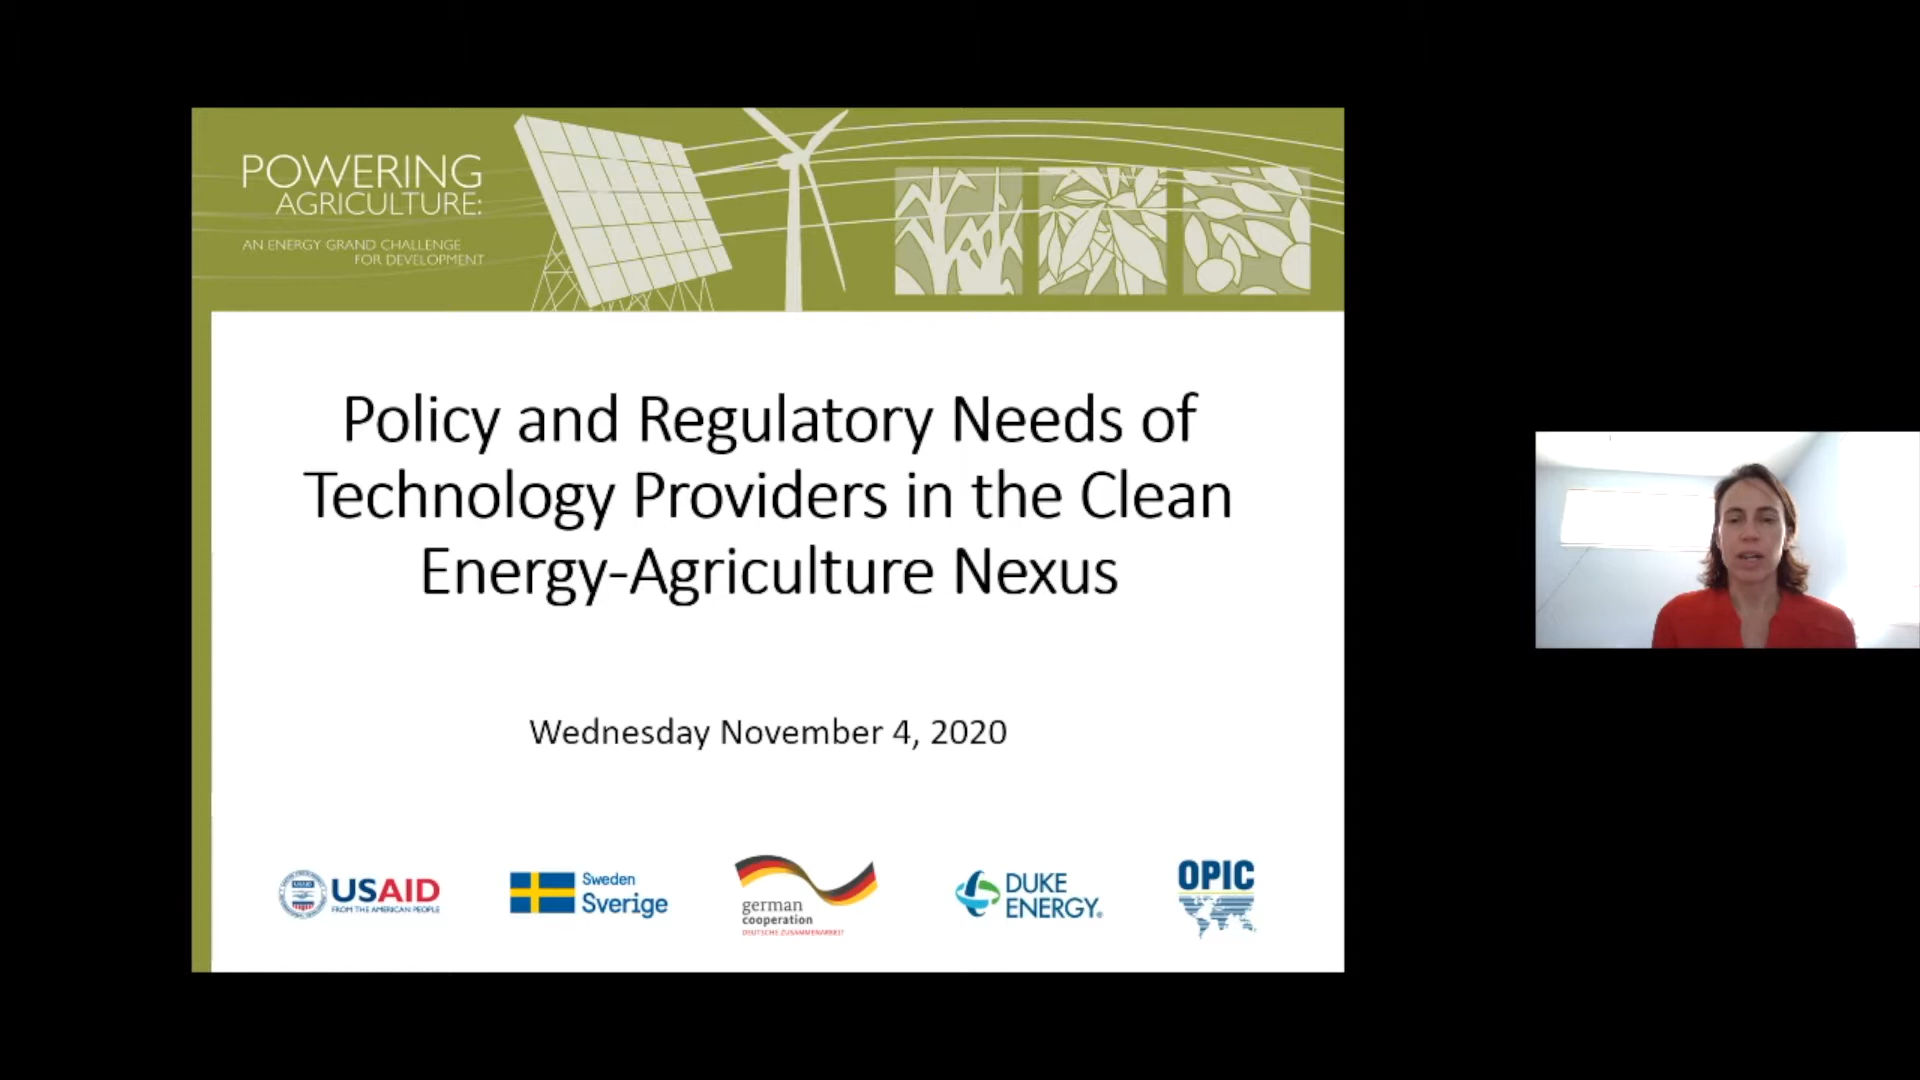 POWERING
AGRICULTURE:
AN ENERGY GRAND CHALLENGE
FOR DEVELOPMENT
Policy and Regulatory Needs of
Technology Providers in the Clean
Energy-Agriculture Nexus
Wednesday November 4, 2020
USAID
FROM THE AMERICAN PEOPLE
Sweden
Sverige
german
cooperation
DEUTSCHE ZUSAMMENARBEIT
DUKE
ENERGY®
OPIC